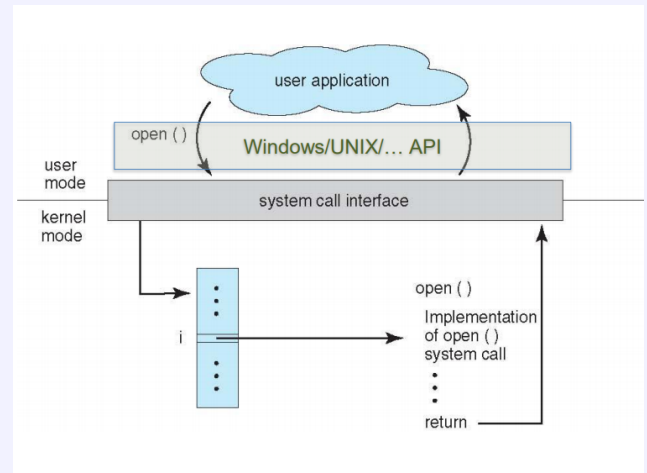 user application
open ( )
Windows/UNIX/... API
user
mode
system call interface
kernel
mode
open ( )
Implementation
i
of open ( )
system call
return